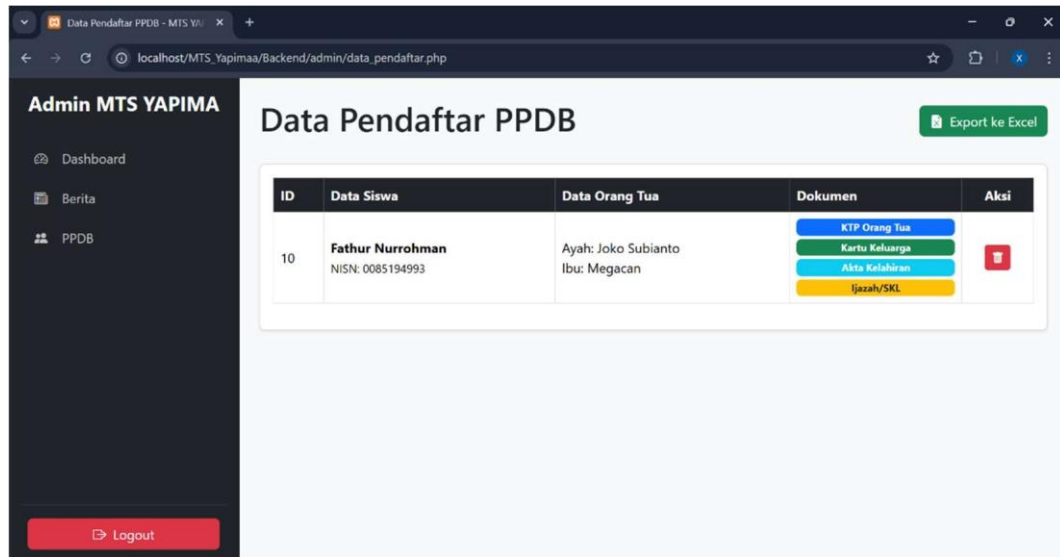 Data Pendaftar PPDB - MTS YA
localhost/MTS_Yapimaa/Backend/admin/data_pendaftar.php
X
Admin MTS YAPIMA
Dashboard
Berita
PPDB
Logout
Data Pendaftar PPDB
Export ke Excel
ID Data Siswa Data Orang Tua Dokumen Aksi
10
Fathur Nurrohman
NISN: 0085194993
Ayah: Joko Subianto
Ibu: Megacan
KTP Orang Tua
Kartu Keluarga
Akta Kelahiran
Ijazah/SKL